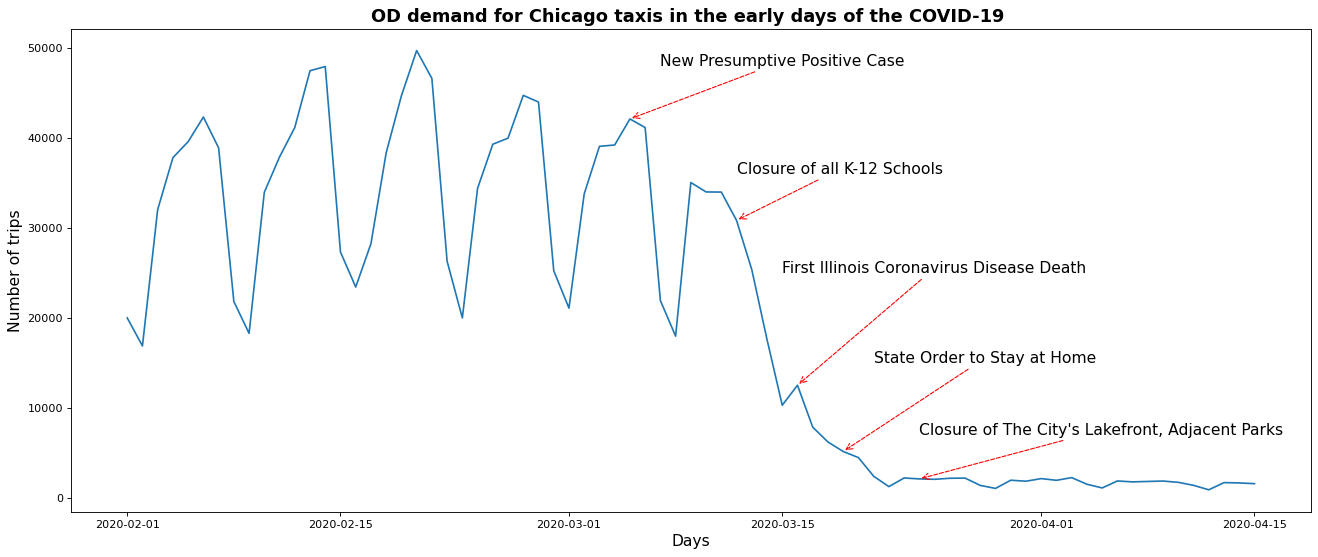 OD demand for Chicago taxis in the early days of the COVID-19
50000
40000
30000
20000
10000
0
Number of trips
New Presumptive Positive Case
Closure of all K-12 Schools
First Illinois Coronavirus Disease Death
State Order to Stay at Home
Closure of The City's Lakefront, Adjacent Parks
2020-02-01
2020-02-15
2020-03-01
2020-03-15
2020-04-01
2020-04-15
Days